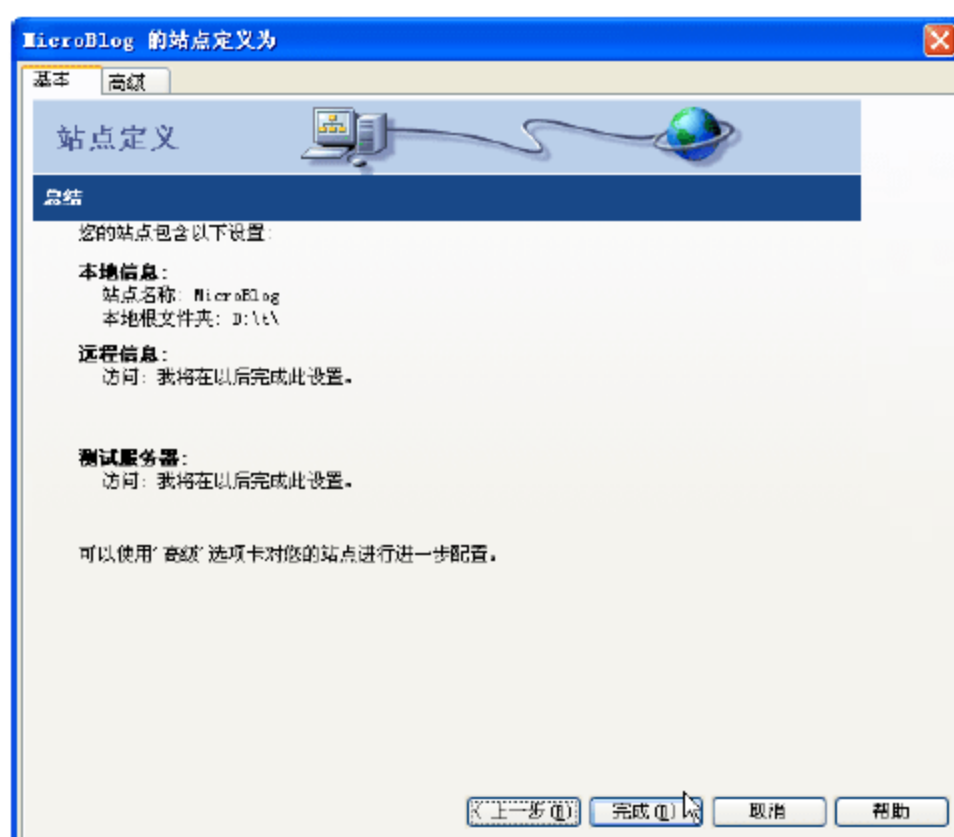 MicroBlog 的站点定义为
基本 高级
站点定义
总结
您的站点包含以下设置:
本地信息:
站点名称: MicroBlog
本地根文件夹: D:\t\
远程信息:
访问: 我将在以后完成此设置。
测试服务器:
访问: 我将在以后完成此设置。
可以使用“高级”选项卡对您的站点进行进一步配置。
<上一步(B) 完成(D) 取消 帮助